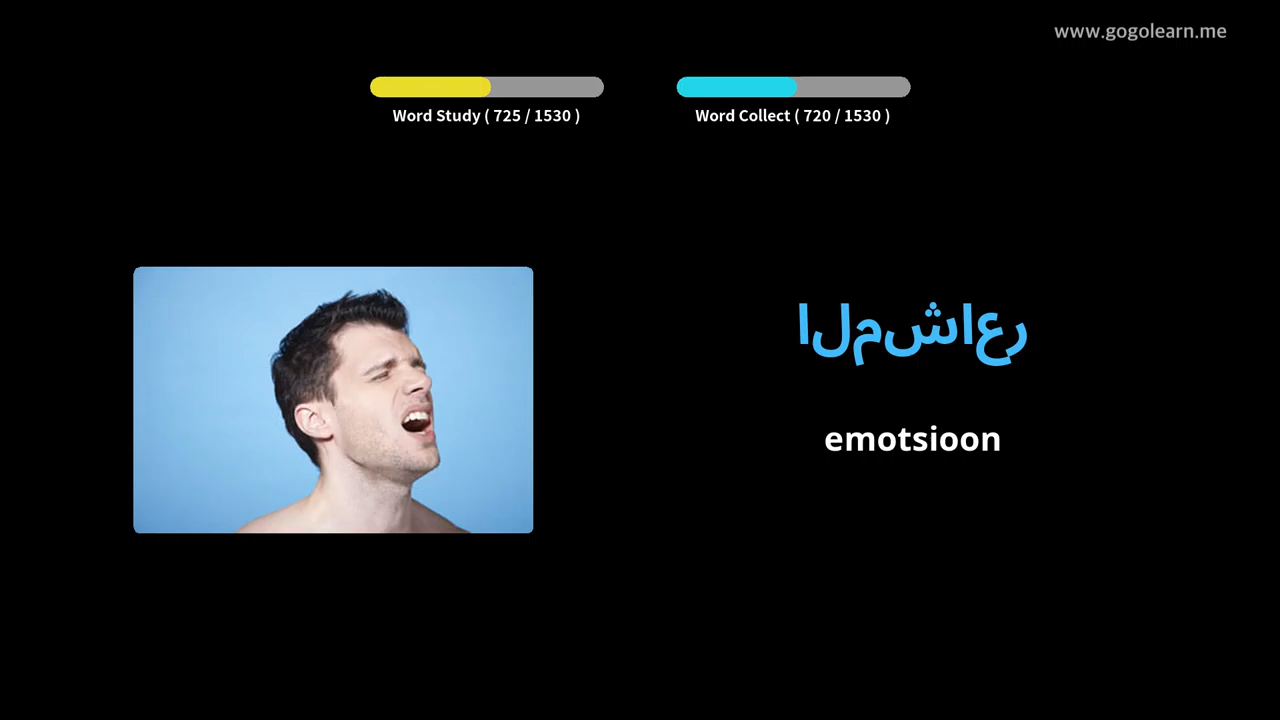 www.gogolearn.me
Word Study ( 725 / 1530 )
Word Collect ( 720 / 1530 )
المشاعر
emotsioon